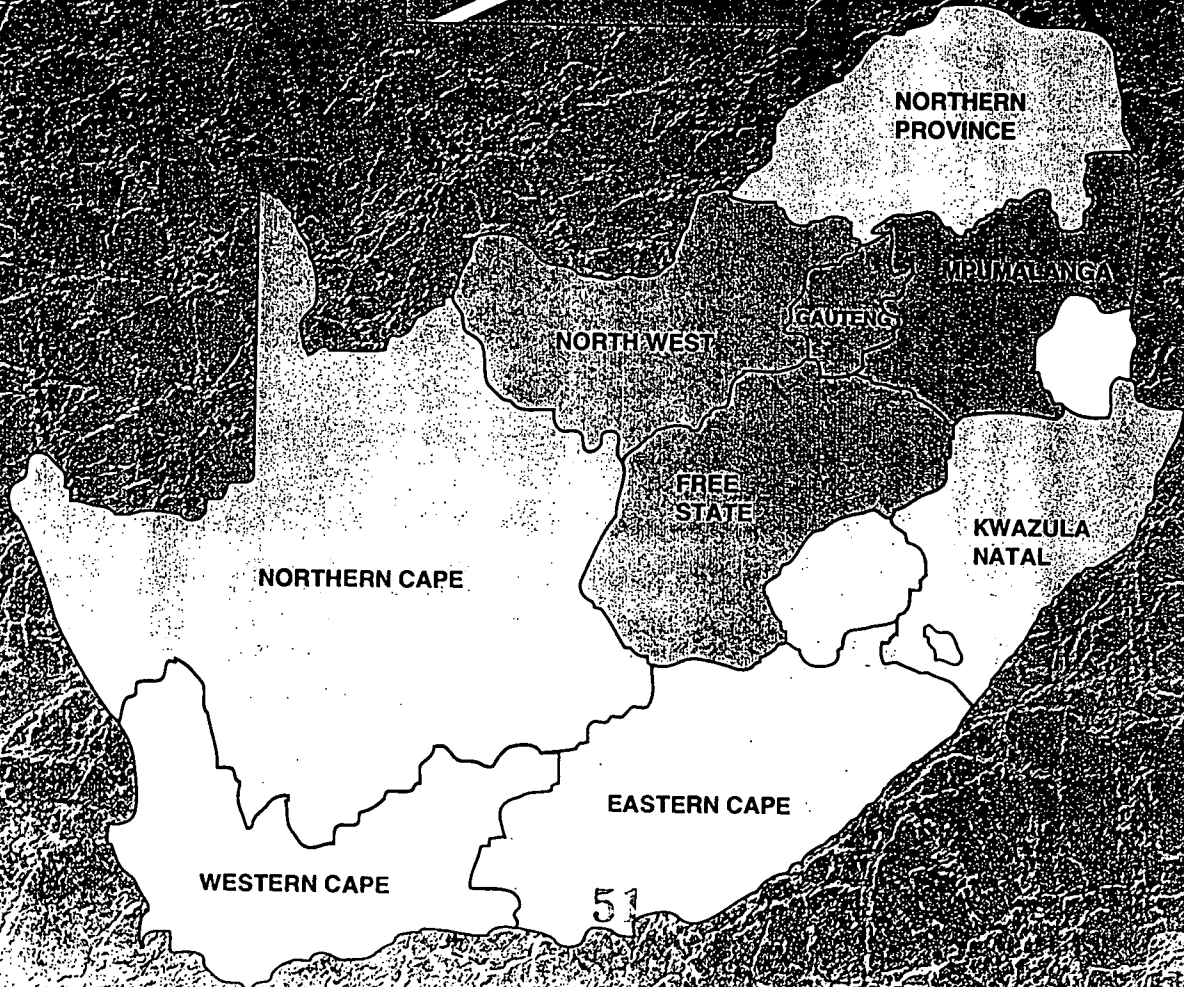 NORTHERN
PROVINCE
MPUMALANGA
GAUTENG
NORTH WEST
FREE
STATE
KWAZULA
NATAL
NORTHERN CAPE
EASTERN CAPE
WESTERN CAPE
51